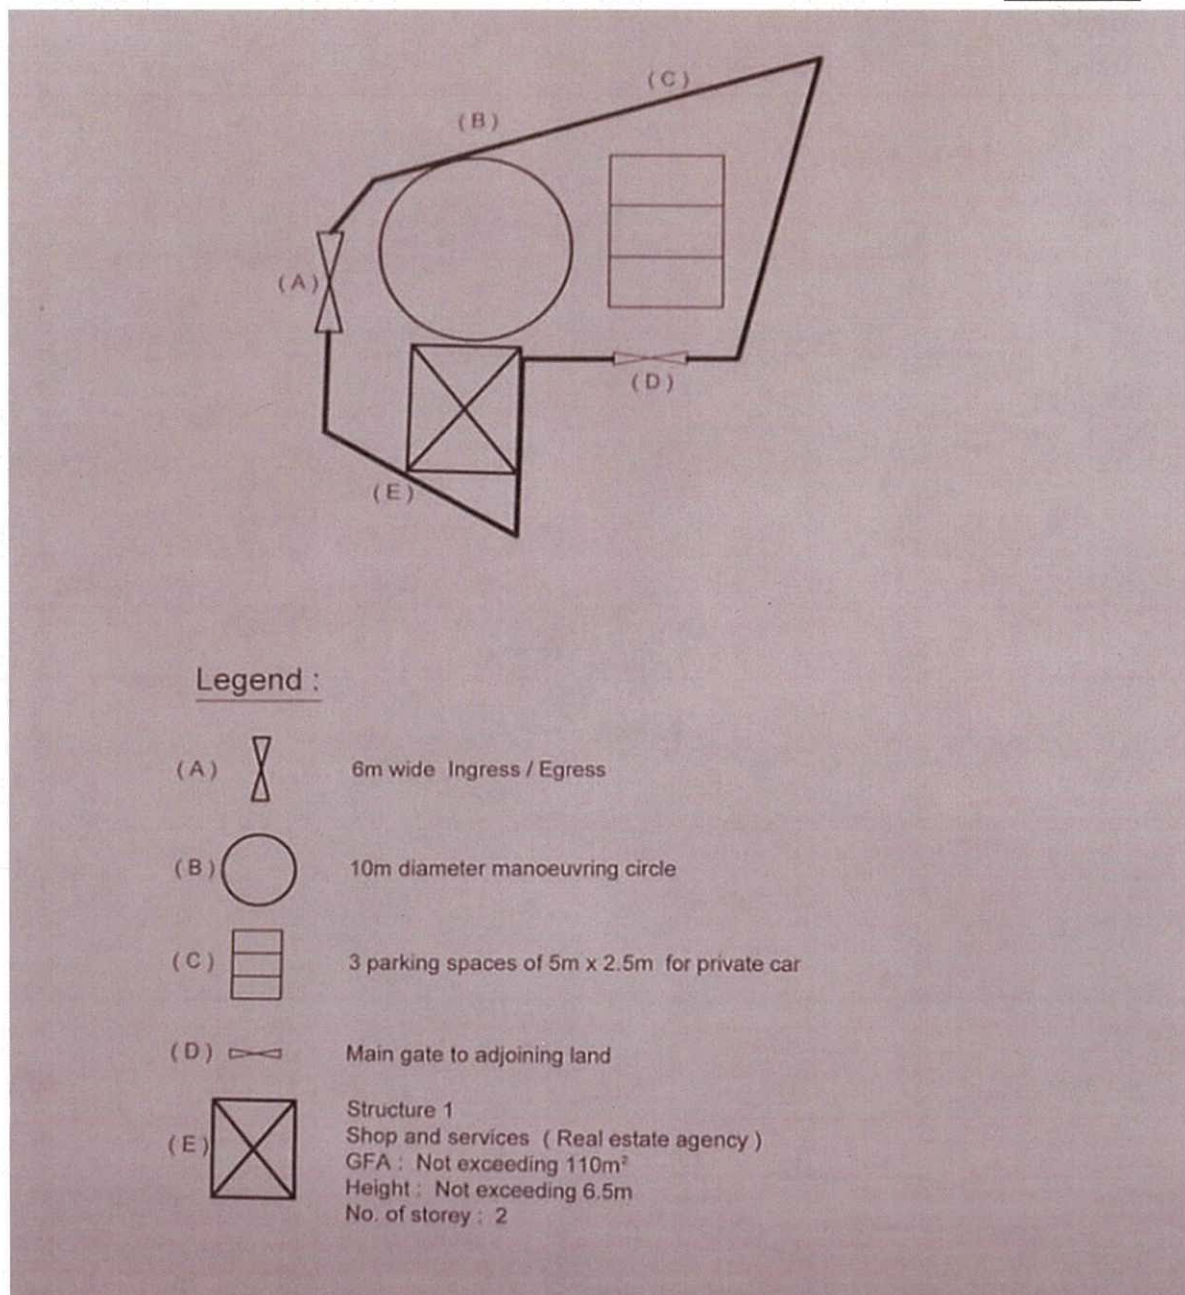 (C)
(B)
(A)
(D)
(E)
Legend :
(A) 6m wide Ingress / Egress
(B) 10m diameter manoeuvring circle
(C) 3 parking spaces of 5m x 2.5m for private car
(D) Main gate to adjoining land
(E)
Structure 1
Shop and services ( Real estate agency )
GFA : Not exceeding 110m²
Height : Not exceeding 6.5m
No. of storey : 2